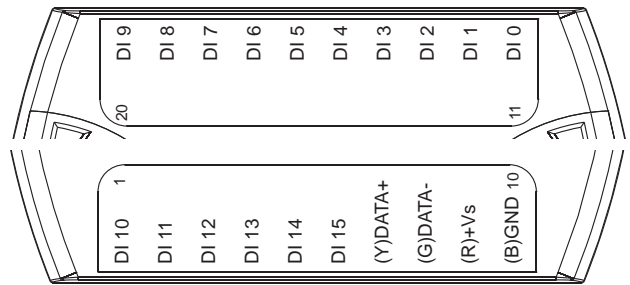 DI 9
DI 8
DI 7
DI 6
DI 5
DI 4
DI 3
DI 2
DI 1
DI 0
20
11
1
10
DI 10
DI 11
DI 12
DI 13
DI 14
DI 15
(Y)DATA+
(G)DATA-
(R)+Vs
(B)GND